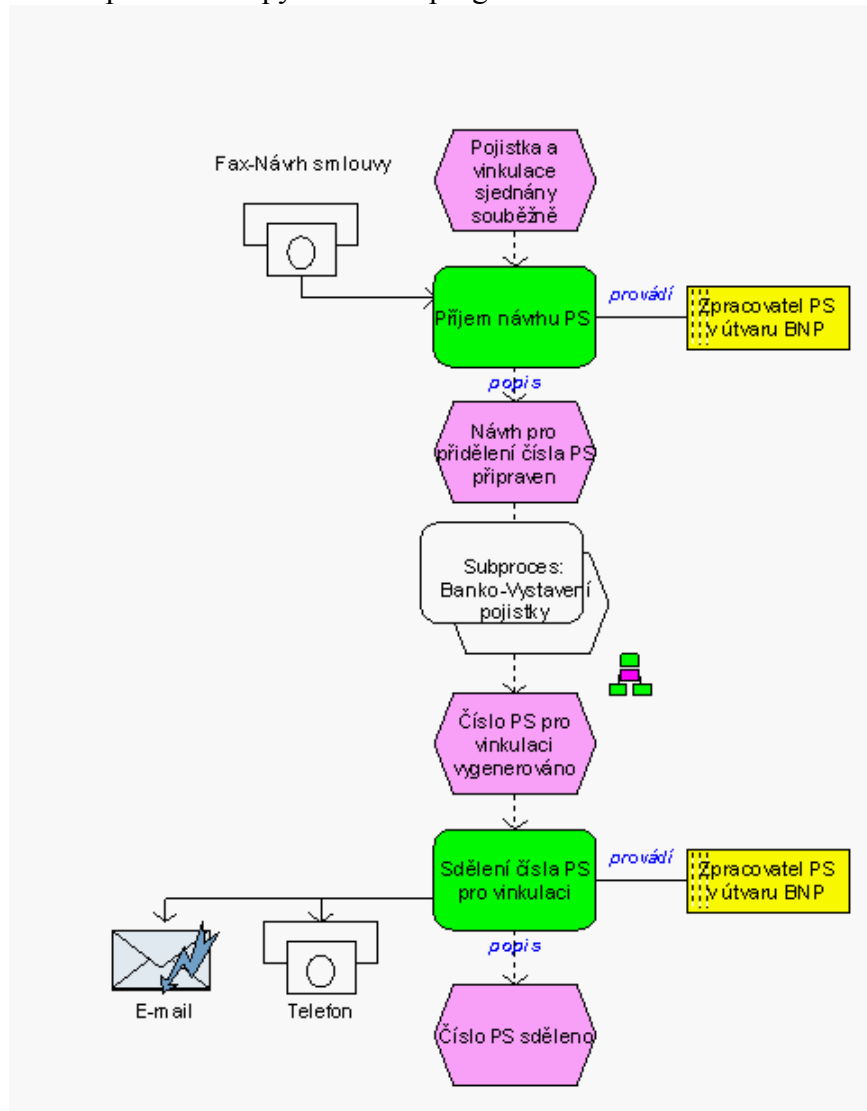 Pojistka a
vinkulace
sjednány
souběžně
Fax-Návrh smlouvy
Příjem návrhu PS
provádí
Zpracovatel PS
v útvaru BNP
popis
Návrh pro
přidělení čísla PS
připraven
Subproces:
Banko-Vystavení
pojistky
Číslo PS pro
vinkulaci
vygenerováno
Sdělení čísla PS
pro vinkulaci
provádí
Zpracovatel PS
v útvaru BNP
popis
E-mail
Telefon
Číslo PS sděleno